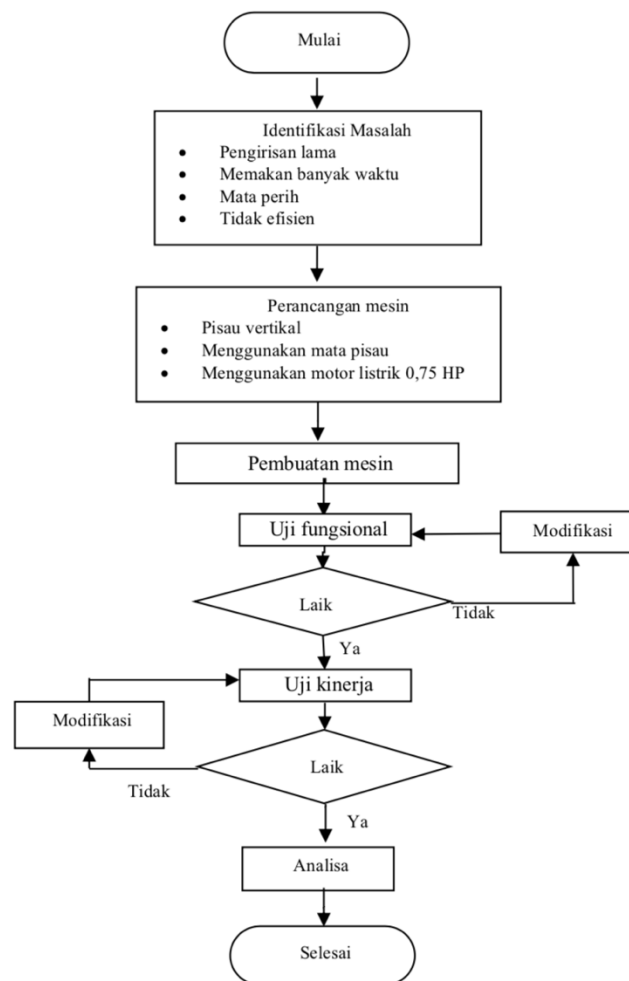 Mulai
Identifikasi Masalah
• Pengirisan lama
• Memakan banyak waktu
• Mata perih
• Tidak efisien
Perancangan mesin
• Pisau vertikal
• Menggunakan mata pisau
• Menggunakan motor listrik 0,75 HP
Pembuatan mesin
Uji fungsional
Modifikasi
Laik
Tidak
Ya
Uji kinerja
Modifikasi
Laik
Tidak
Ya
Analisa
Selesai